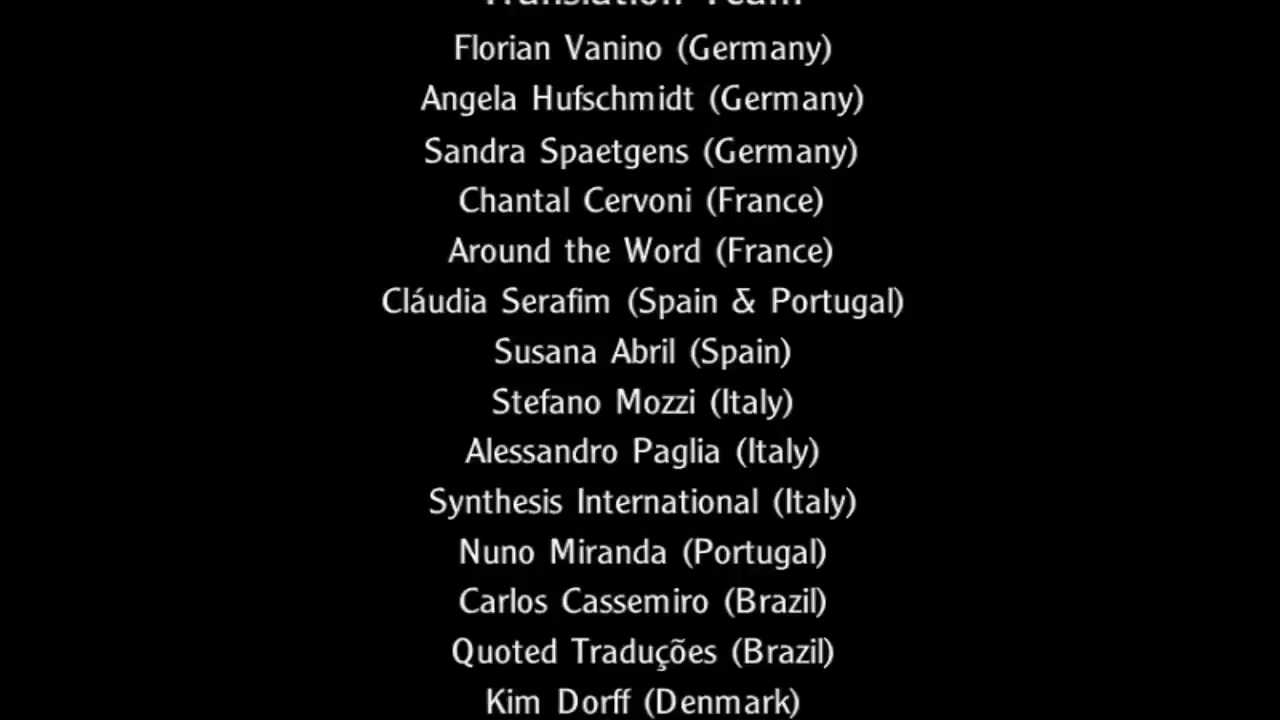 Translation Team
Florian Vanino (Germany)
Angela Hufschmidt (Germany)
Sandra Spaetgens (Germany)
Chantal Cervoni (France)
Around the Word (France)
Cláudia Serafim (Spain & Portugal)
Susana Abril (Spain)
Stefano Mozzi (Italy)
Alessandro Paglia (Italy)
Synthesis International (Italy)
Nuno Miranda (Portugal)
Carlos Cassemiro (Brazil)
Quoted Traduções (Brazil)
Kim Dorff (Denmark)